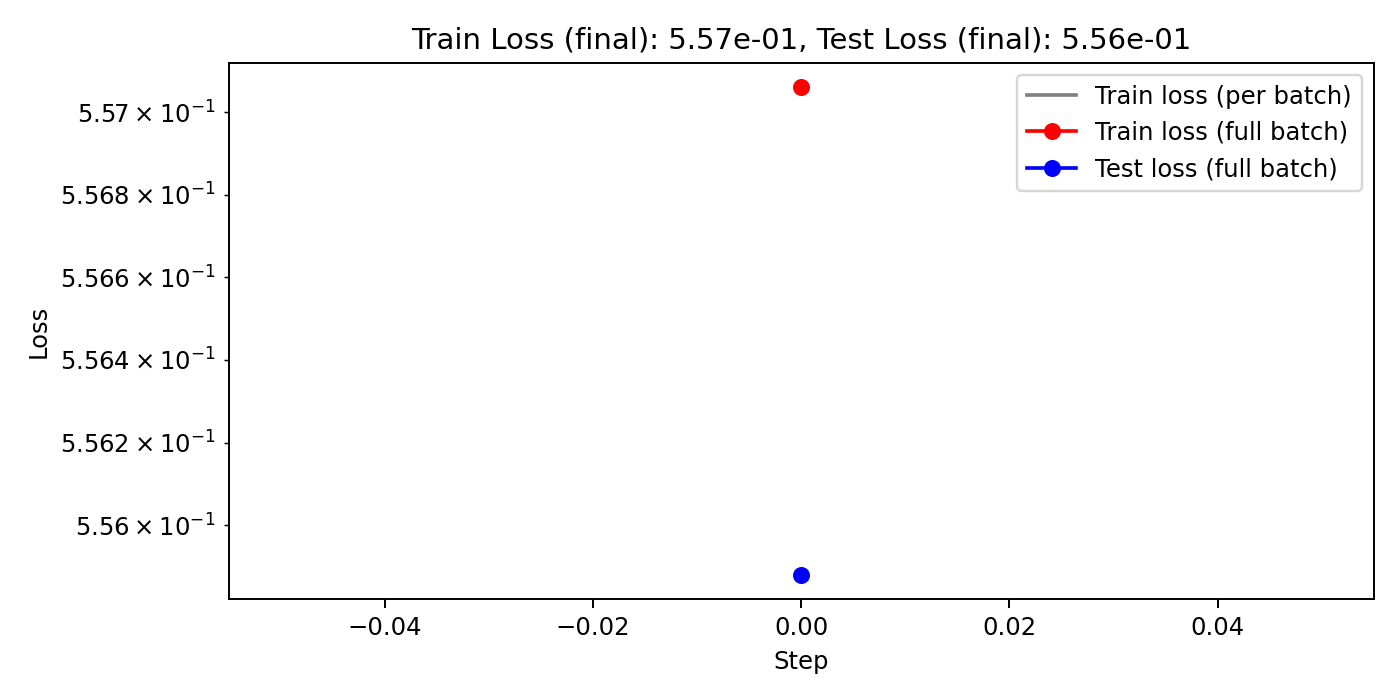 Train Loss (final): 5.57e-01, Test Loss (final): 5.56e-01
Train loss (per batch)
Train loss (full batch)
Test loss (full batch)
Loss
5.57 × 10⁻¹
5.568 × 10⁻¹
5.566 × 10⁻¹
5.564 × 10⁻¹
5.562 × 10⁻¹
5.56 × 10⁻¹
−0.04 −0.02 0.00 0.02 0.04
Step